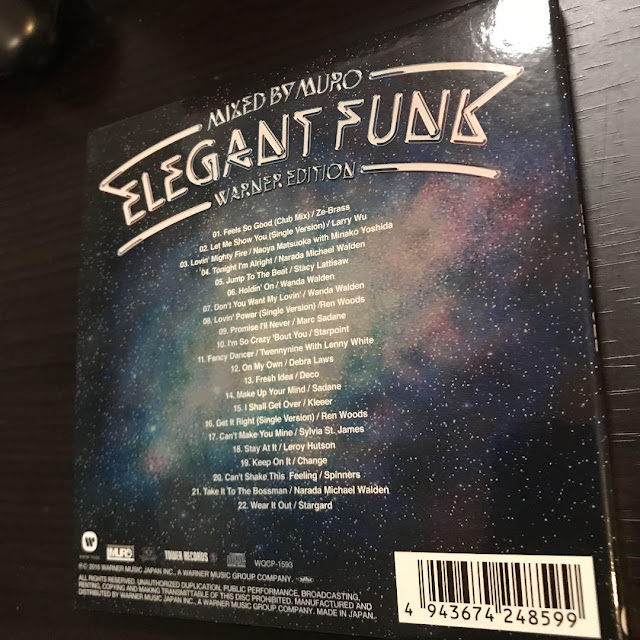 MIXED BY MURO
ELEGANT FUNK
WARNER EDITION
01. Feels So Good (Club Mix) / Ze-Brass
02. Let Me Show You (Single Version) / Larry Wu
03. Lovin' Mighty Fire / Naoya Matsuoka with Minako Yoshida
04. Tonight I'm Alright / Narada Michael Walden
05. Jump To The Beat / Stacy Lattisaw
06. Holdin' On / Wanda Walden
07. Don't You Want My Lovin' / Wanda Walden
08. Lovin' Power (Single Version) /Ren Woods
09. Promise I'll Never / Marc Sadane
10. I'm So Crazy 'Bout You / Starpoint
11. Fancy Dancer / Twennynine With Lenny White
12. On My Own / Debra Laws
13. Fresh Idea / Deco
14. Make Up Your Mind / Sadane
15. I Shall Get Over / Kleeer
16. Get It Right (Single Version) / Ren Woods
17. Can't Make You Mine / Sylvia St. James
18. Stay At It / Leroy Hutson
19. Keep On It / Change
20. Can't Shake This Feeling / Spinners
21. Take It To The Bossman / Narada Michael Walden
22. Wear It Out / Stargard
MURO TOWER RECORDS WQCP-1593
℗ © 2016 WARNER MUSIC JAPAN INC., A WARNER MUSIC GROUP COMPANY.
ALL RIGHTS RESERVED. UNAUTHORIZED DUPLICATION, PUBLIC PERFORMANCE, BROADCASTING,
RENTING, COPYING AND MAKING TRANSMITTABLE OF THIS DISC PROHIBITED. MANUFACTURED AND
DISTRIBUTED BY WARNER MUSIC JAPAN INC., A WARNER MUSIC GROUP COMPANY. MADE IN JAPAN.
4 943674 248599